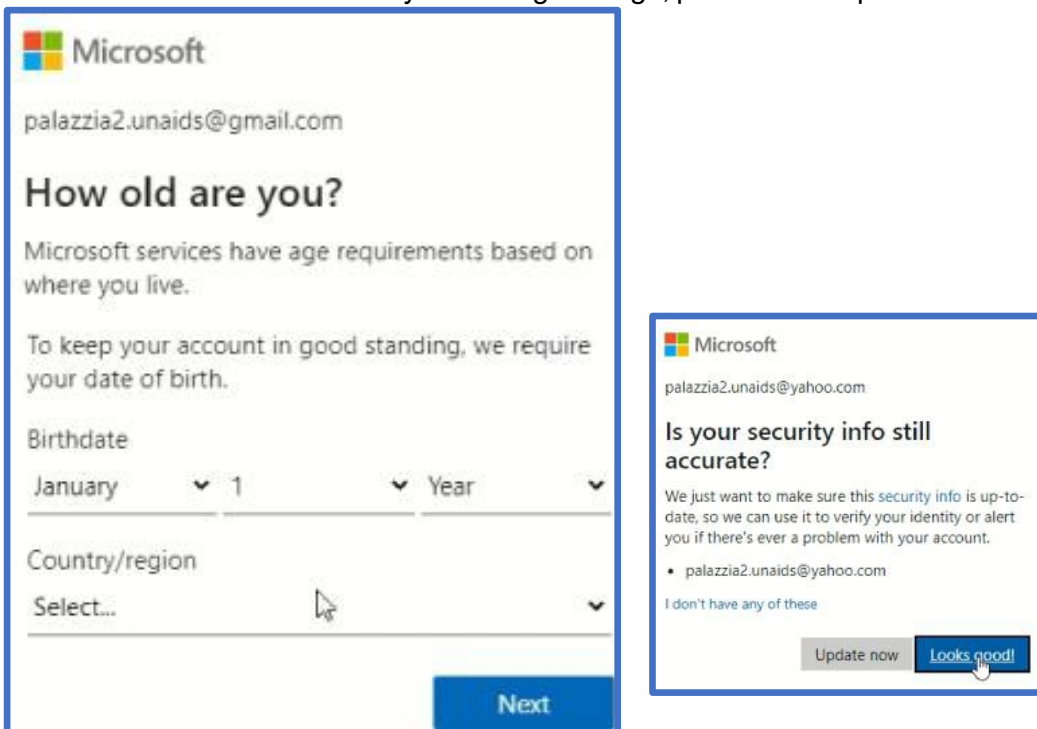 Microsoft
palazzia2.unaids@gmail.com
How old are you?
Microsoft services have age requirements based on
where you live.
To keep your account in good standing, we require
your date of birth.
Birthdate
January 1 Year
Country/region
Select...
Next
Microsoft
palazzia2.unaids@yahoo.com
Is your security info still
accurate?
We just want to make sure this security info is up-to-
date, so we can use it to verify your identity or alert
you if there's ever a problem with your account.
• palazzia2.unaids@yahoo.com
I don't have any of these
Update now Looks good!